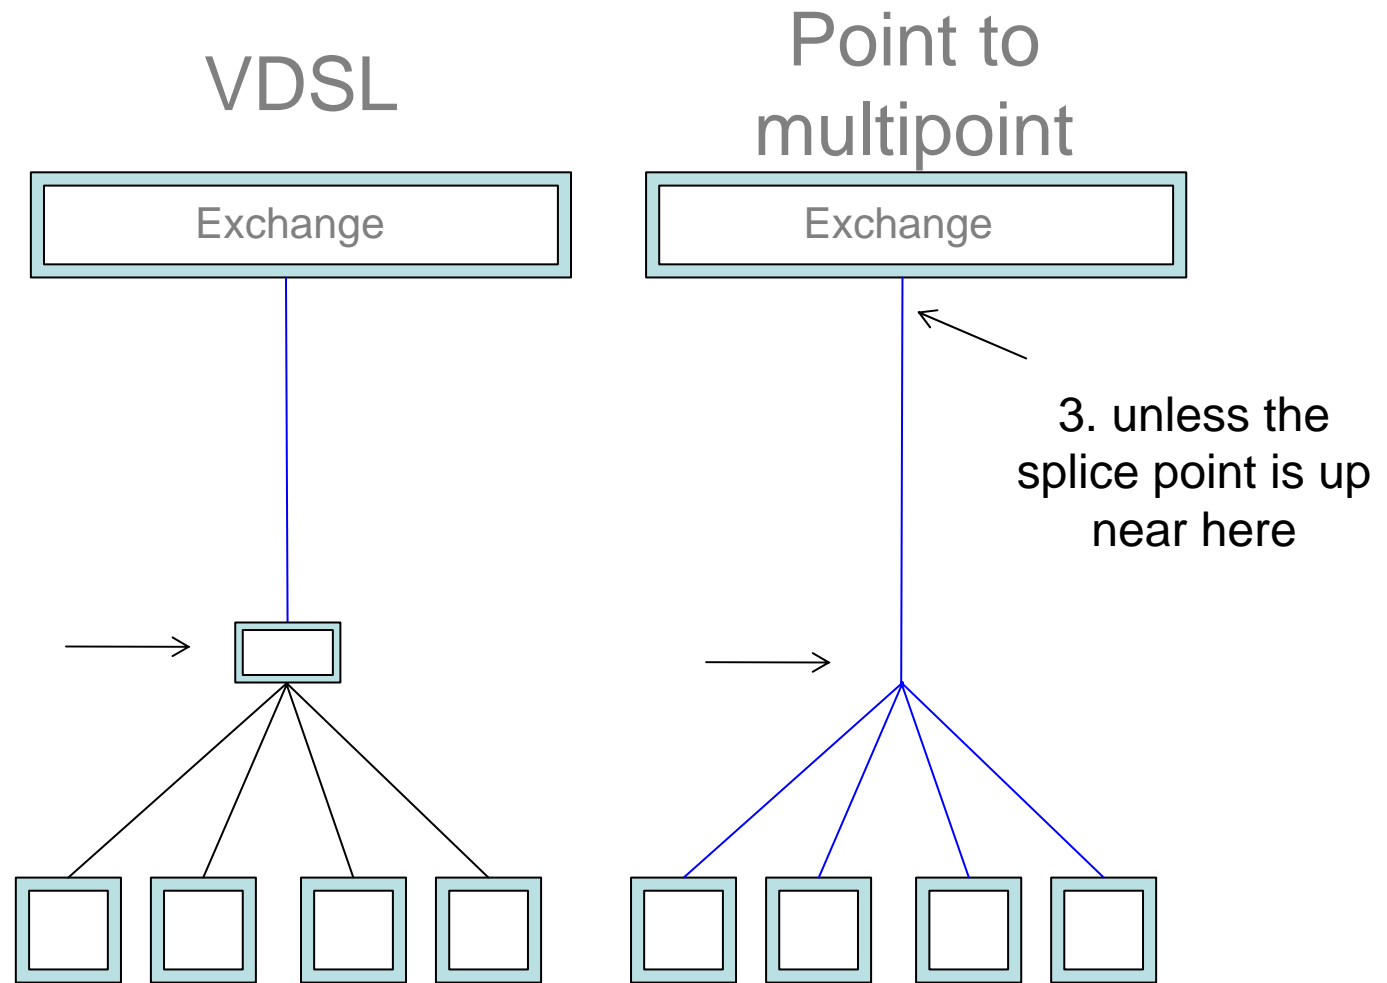 VDSL
Point to
multipoint
Exchange
Exchange
3. unless the
splice point is up
near here